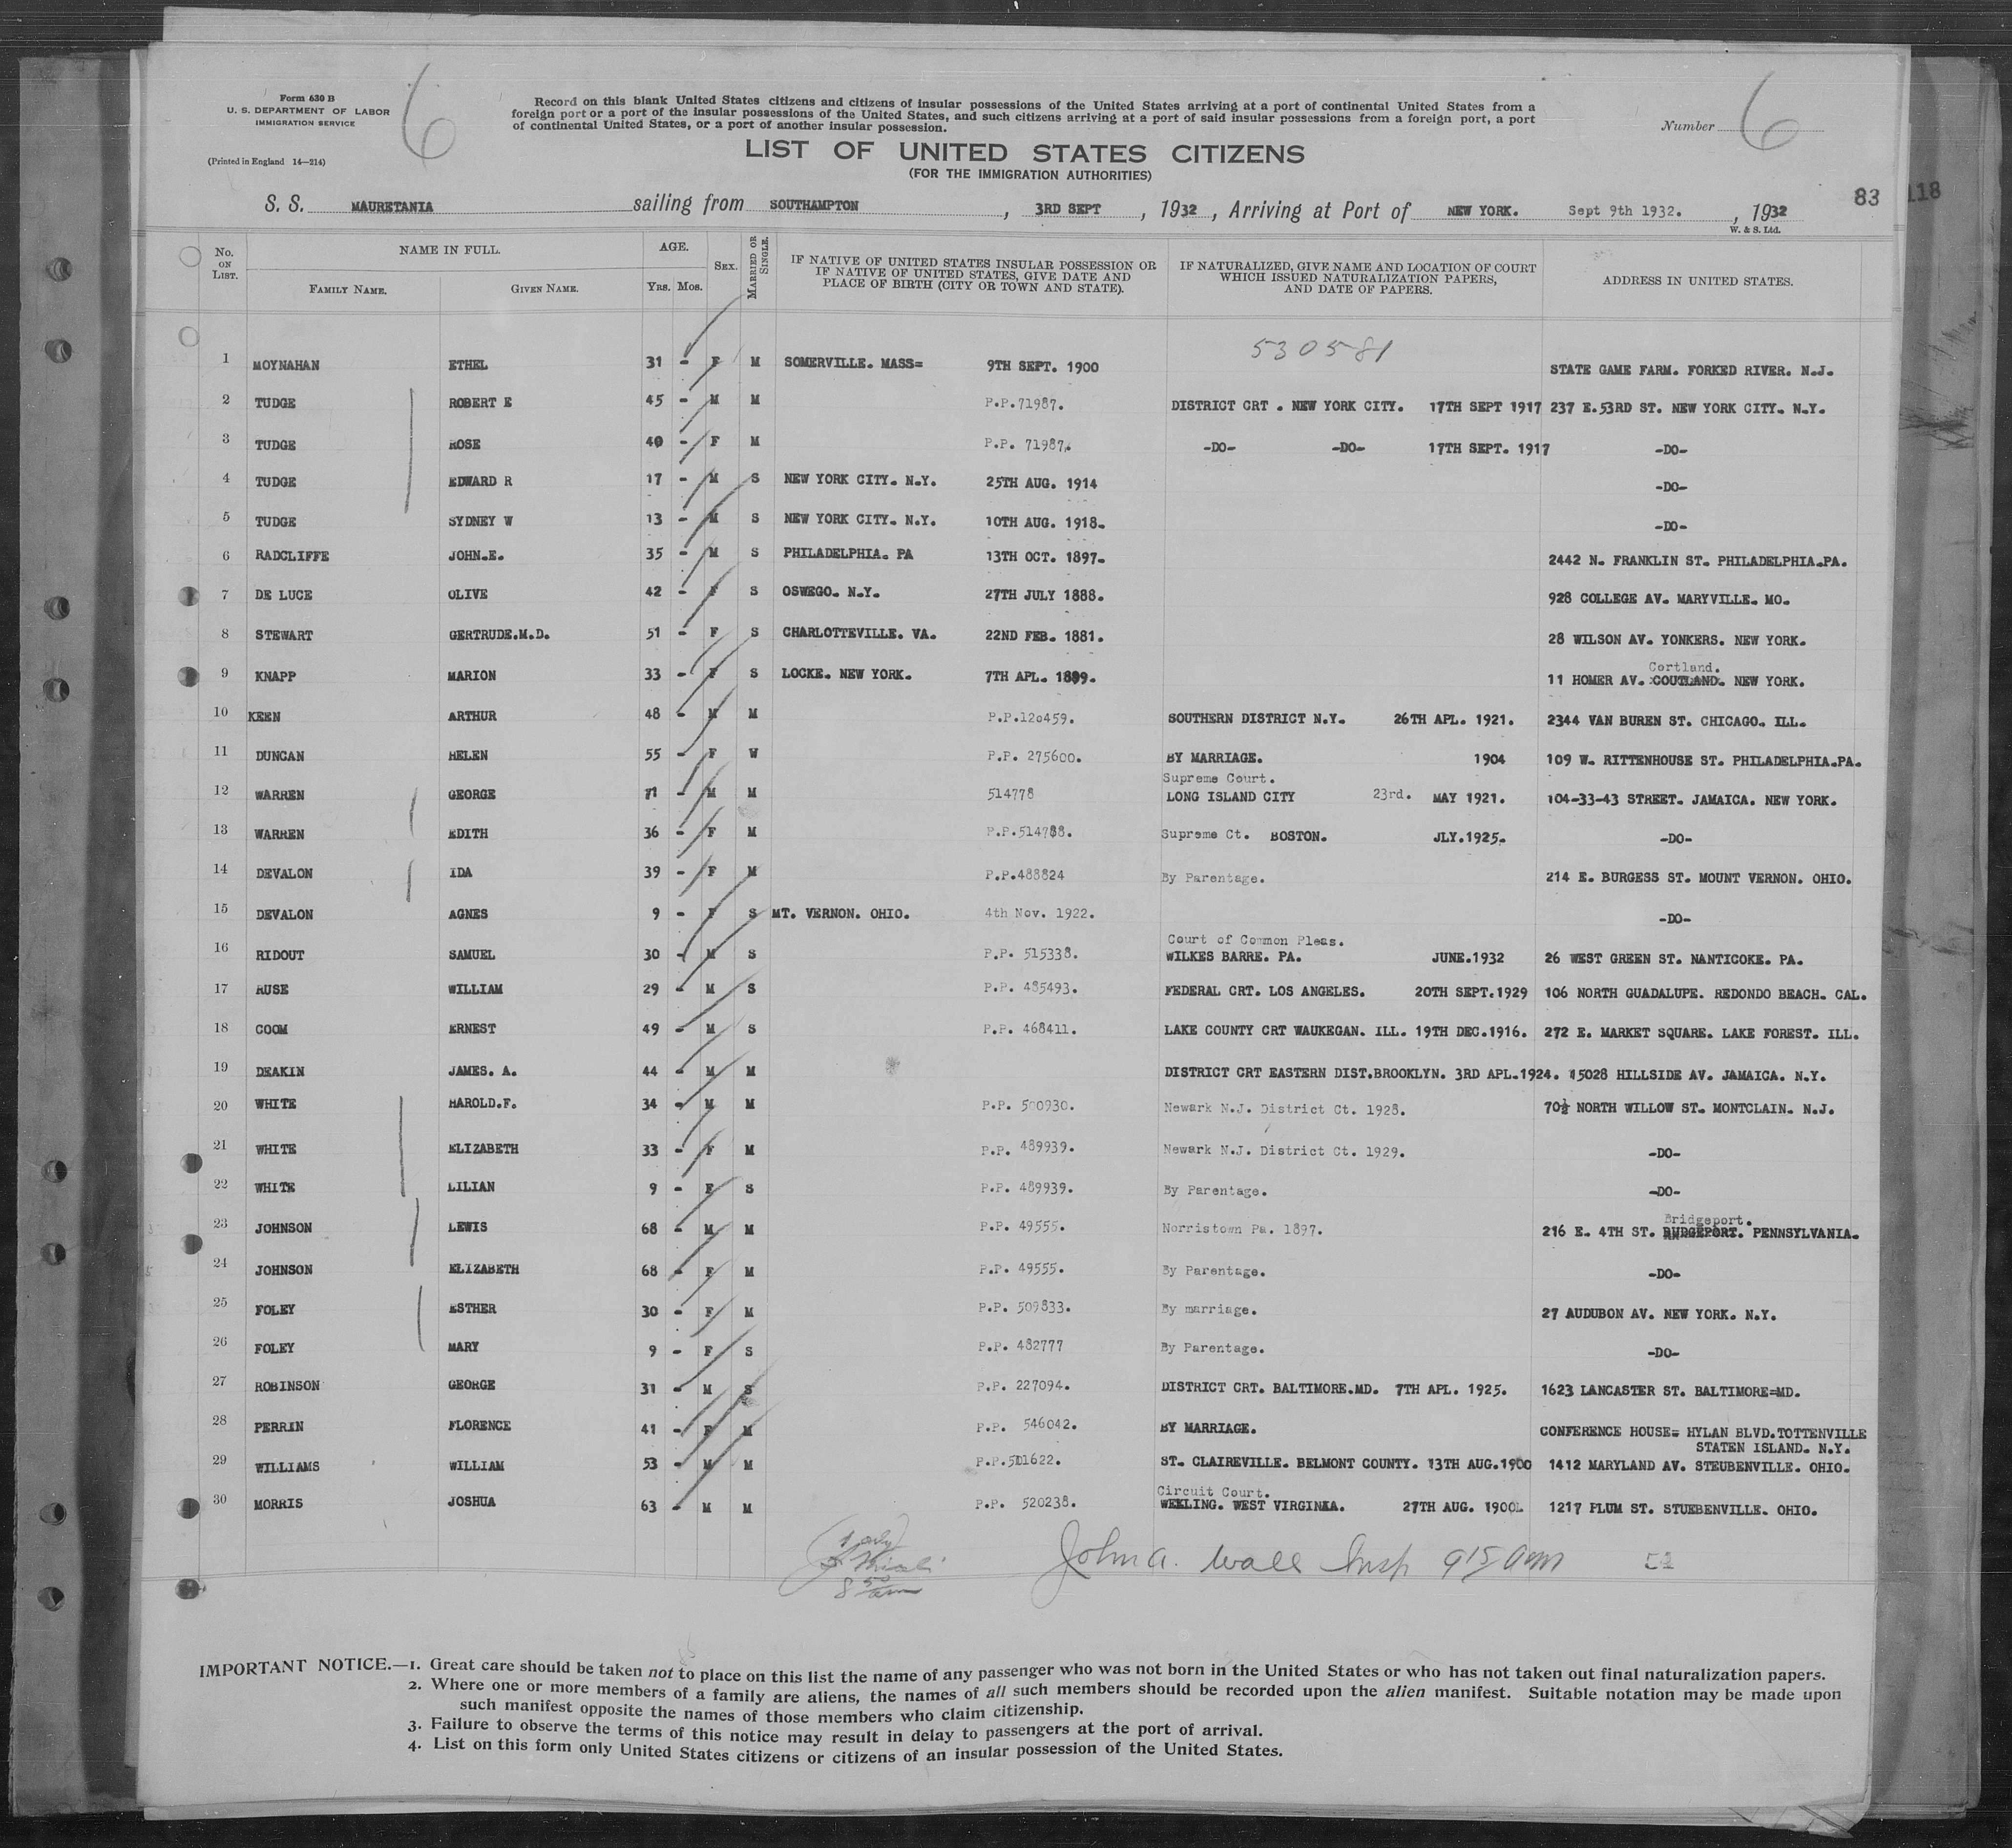 Form 630 B
U. S. DEPARTMENT OF LABOR
IMMIGRATION SERVICE
(Printed in England 14—214)
6
Record on this blank United States citizens and citizens of insular possessions of the United States arriving at a port of continental United States from a
foreign port or a port of the insular possessions of the United States, and such citizens arriving at a port of said insular possessions from a foreign port, a port
of continental United States, or a port of another insular possession.
Number 6
LIST OF UNITED STATES CITIZENS
(FOR THE IMMIGRATION AUTHORITIES)
83 118
S. S. MAURETANIA sailing from SOUTHAMPTON, 3RD SEPT, 1932, Arriving at Port of NEW YORK. Sept 9th 1932., 1932
W. & S. Ltd.
No. ON LIST. NAME IN FULL. FAMILY NAME. GIVEN NAME. AGE. YRS. MOS. SEX. MARRIED OR SINGLE. IF NATIVE OF UNITED STATES INSULAR POSSESSION OR IF NATIVE OF UNITED STATES, GIVE DATE AND PLACE OF BIRTH (CITY OR TOWN AND STATE). IF NATURALIZED, GIVE NAME AND LOCATION OF COURT WHICH ISSUED NATURALIZATION PAPERS, AND DATE OF PAPERS. ADDRESS IN UNITED STATES.
530581
1 MOYNAHAN ETHEL 31 - F M SOMERVILLE. MASS= 9TH SEPT. 1900 STATE GAME FARM. FORKED RIVER. N.J.
2 TUDGE ROBERT E 45 - M M P.P.71987. DISTRICT CRT . NEW YORK CITY. 17TH SEPT 1917 237 E.53RD ST. NEW YORK CITY. N.Y.
3 TUDGE ROSE 40 - F M P.P. 71987. -DO- -DO- 17TH SEPT. 1917 -DO-
4 TUDGE EDWARD R 17 - M S NEW YORK CITY. N.Y. 25TH AUG. 1914 -DO-
5 TUDGE SYDNEY W 13 - M S NEW YORK CITY. N.Y. 10TH AUG. 1918. -DO-
6 RADCLIFFE JOHN.E. 35 - M S PHILADELPHIA. PA 13TH OCT. 1897. 2442 N. FRANKLIN ST. PHILADELPHIA.PA.
7 DE LUCE OLIVE 42 - F S OSWEGO. N.Y. 27TH JULY 1888. 928 COLLEGE AV. MARYVILLE. MO.
8 STEWART GERTRUDE.M.D. 51 - F S CHARLOTTEVILLE. VA. 22ND FEB. 1881. 28 WILSON AV. YONKERS. NEW YORK.
Cortland.
9 KNAPP MARION 33 - F S LOCKE. NEW YORK. 7TH APL. 1899. 11 HOMER AV. COUTLAND. NEW YORK.
10 KEEN ARTHUR 48 - M M P.P.120459. SOUTHERN DISTRICT N.Y. 26TH APL. 1921. 2344 VAN BUREN ST. CHICAGO. ILL.
11 DUNCAN HELEN 55 - F W P.P. 275600. BY MARRIAGE. 1904 109 W. RITTENHOUSE ST. PHILADELPHIA.PA.
Supreme Court.
12 WARREN GEORGE 71 - M M 514778 LONG ISLAND CITY 23rd. MAY 1921. 104-33-43 STREET. JAMAICA. NEW YORK.
13 WARREN EDITH 36 - F M P.P.514788. Supreme Ct. BOSTON. JLY.1925. -DO-
14 DEVALON IDA 39 - F M P.P.488824 By Parentage. 214 E. BURGESS ST. MOUNT VERNON. OHIO.
15 DEVALON AGNES 9 - F S MT. VERNON. OHIO. 4th Nov. 1922. -DO-
Court of Common Pleas.
16 RIDOUT SAMUEL 30 - M S P.P. 515338. WILKES BARRE. PA. JUNE.1932 26 WEST GREEN ST. NANTICOKE. PA.
17 RUSE WILLIAM 29 - M S P.P. 485493. FEDERAL CRT. LOS ANGELES. 20TH SEPT.1929 106 NORTH GUADALUPE. REDONDO BEACH. CAL.
18 COOM ERNEST 49 - M S P.P. 468411. LAKE COUNTY CRT WAUKEGAN. ILL. 19TH DEC.1916. 272 E. MARKET SQUARE. LAKE FOREST. ILL.
19 DEAKIN JAMES. A. 44 - M M DISTRICT CRT EASTERN DIST.BROOKLYN. 3RD APL.1924. 15028 HILLSIDE AV. JAMAICA. N.Y.
20 WHITE HAROLD.F. 34 - M M P.P. 500930. Newark N.J. District Ct. 1928. 70½ NORTH WILLOW ST. MONTCLAIN. N.J.
21 WHITE ELIZABETH 33 - F M P.P. 489939. Newark N.J. District Ct. 1929. -DO-
22 WHITE LILIAN 9 - F S P.P. 489939. By Parentage. -DO-
Bridgeport.
23 JOHNSON LEWIS 68 - M M P.P. 49555. Norristown Pa. 1897. 216 E. 4TH ST. BUDGEPORT. PENNSYLVANIA.
24 JOHNSON ELIZABETH 68 - F M P.P. 49555. By Parentage. -DO-
25 FOLEY ESTHER 30 - F M P.P. 509833. By marriage. 27 AUDUBON AV. NEW YORK. N.Y.
26 FOLEY MARY 9 - F S P.P. 482777 By Parentage. -DO-
27 ROBINSON GEORGE 31 - M S P.P. 227094. DISTRICT CRT. BALTIMORE.MD. 7TH APL. 1925. 1623 LANCASTER ST. BALTIMORE=MD.
28 PERRIN FLORENCE 41 - F M P.P. 546042. BY MARRIAGE. CONFERENCE HOUSE= HYLAN BLVD.TOTTENVILLE
STATEN ISLAND. N.Y.
29 WILLIAMS WILLIAM 53 - M M P.P.501622. ST. CLAIREVILLE. BELMONT COUNTY. 13TH AUG.1900 1412 MARYLAND AV. STEUBENVILLE. OHIO.
Circuit Court.
30 MORRIS JOSHUA 63 - M M P.P. 520238. WEELING. WEST VIRGINIA. 27TH AUG. 1900 1217 PLUM ST. STUEBENVILLE. OHIO.
John A. Wall Insp 915 am
8 50 am
IMPORTANT NOTICE.—1. Great care should be taken not to place on this list the name of any passenger who was not born in the United States or who has not taken out final naturalization papers.
2. Where one or more members of a family are aliens, the names of all such members should be recorded upon the alien manifest. Suitable notation may be made upon
such manifest opposite the names of those members who claim citizenship.
3. Failure to observe the terms of this notice may result in delay to passengers at the port of arrival.
4. List on this form only United States citizens or citizens of an insular possession of the United States.